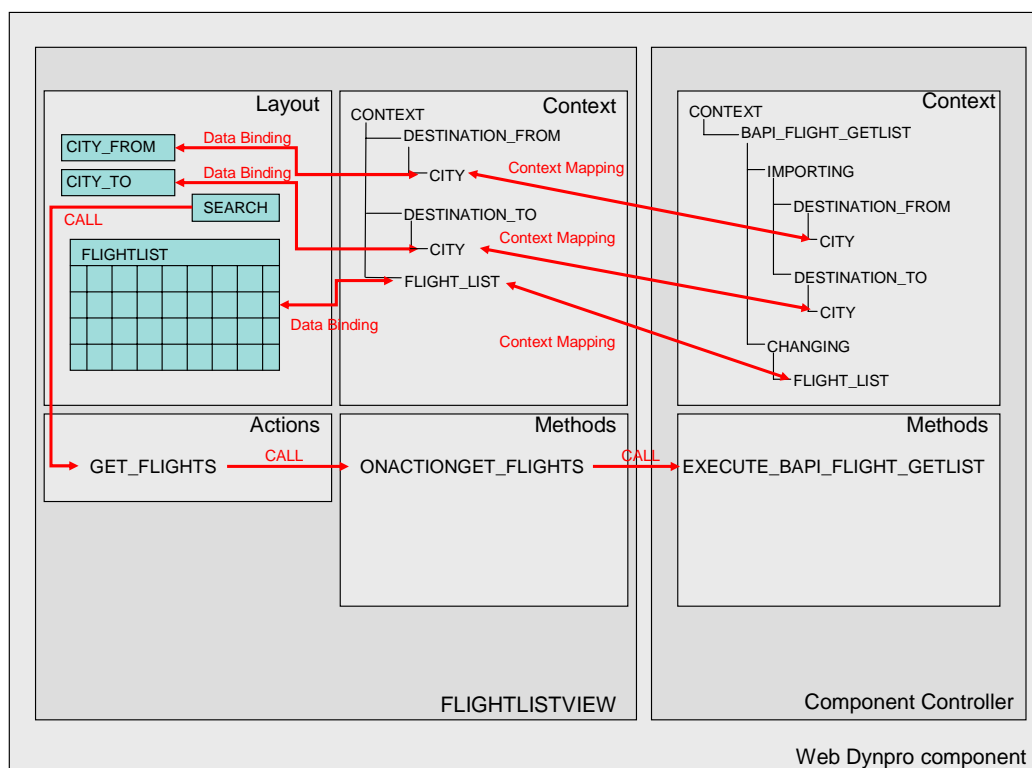 Layout
CITY_FROM
CITY_TO
SEARCH
CALL
FLIGHTLIST
Data Binding
Data Binding
Data Binding
Context
CONTEXT
DESTINATION_FROM
CITY
DESTINATION_TO
CITY
FLIGHT_LIST
Context Mapping
Context Mapping
Context Mapping
Context
CONTEXT
BAPI_FLIGHT_GETLIST
IMPORTING
DESTINATION_FROM
CITY
DESTINATION_TO
CITY
CHANGING
FLIGHT_LIST
Actions
GET_FLIGHTS
CALL
Methods
ONACTIONGET_FLIGHTS
CALL
Methods
EXECUTE_BAPI_FLIGHT_GETLIST
FLIGHTLISTVIEW
Component Controller
Web Dynpro component